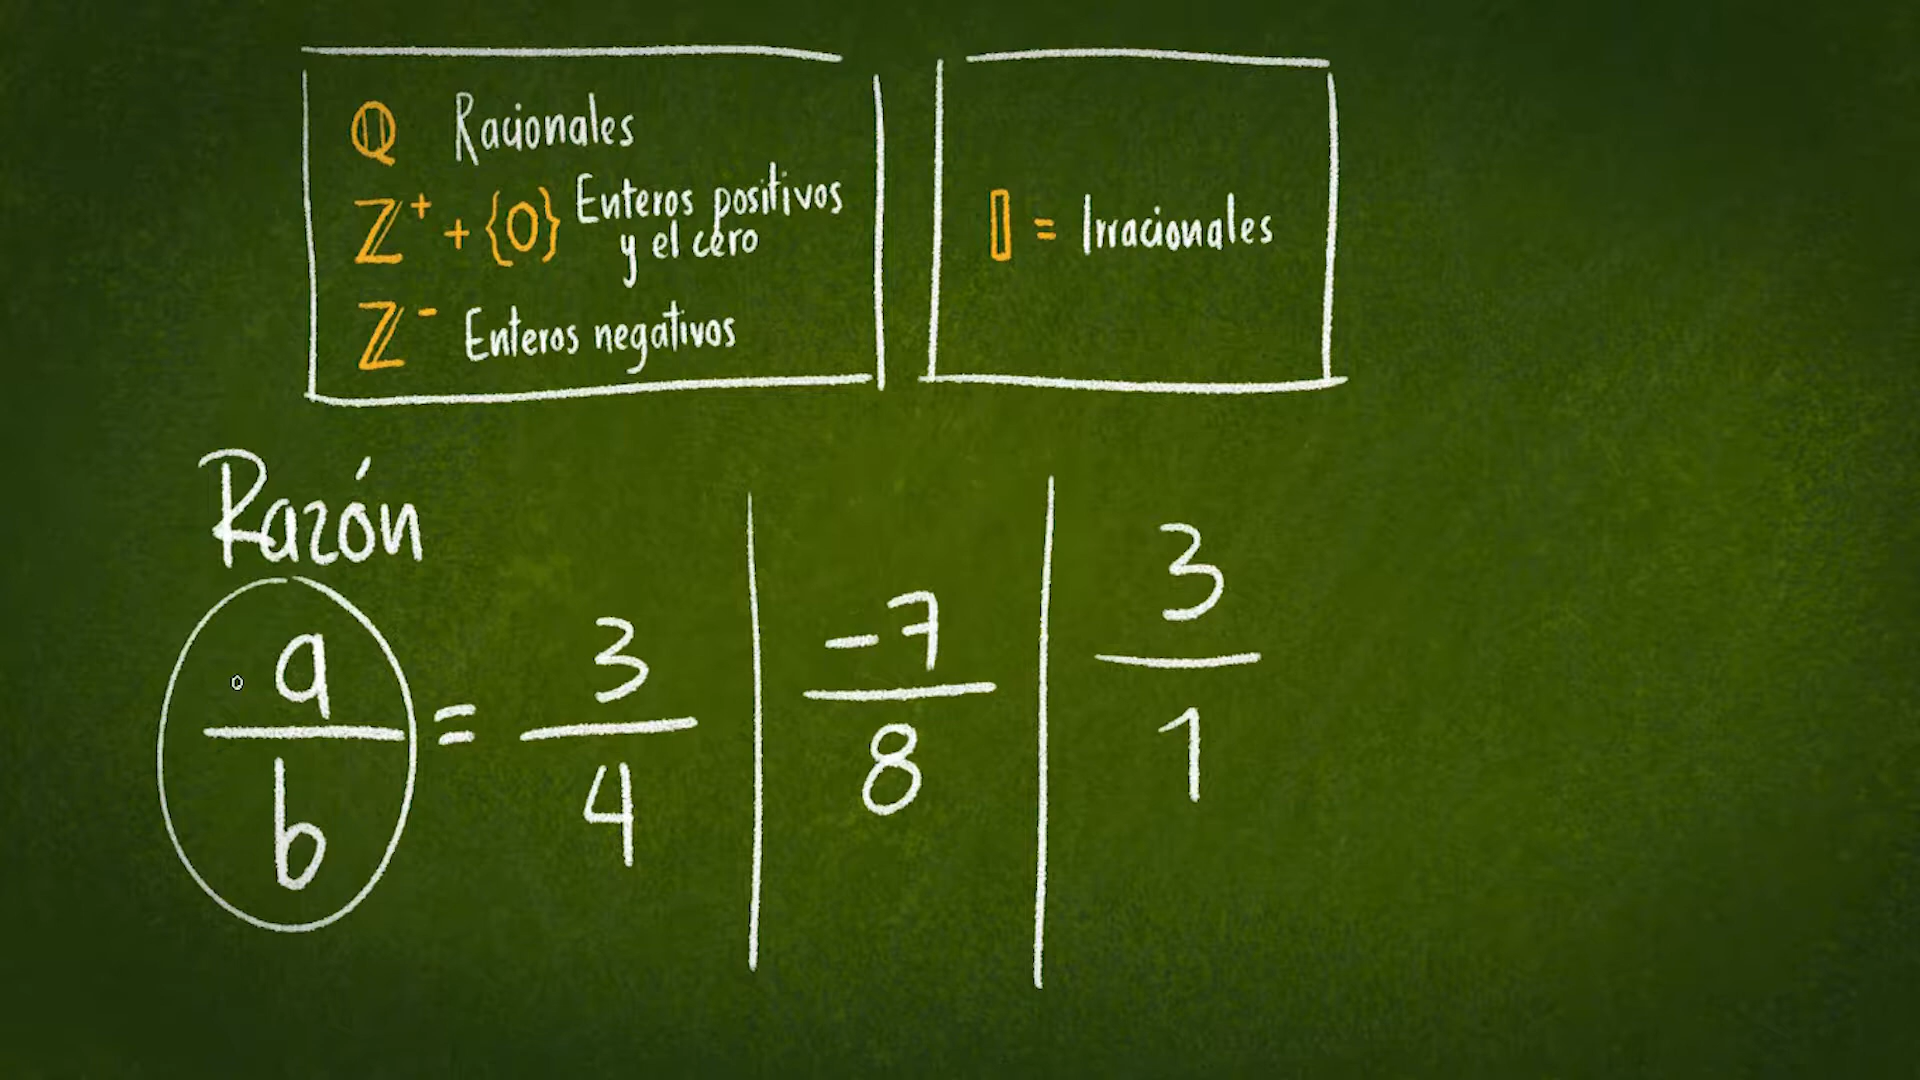 ℚ Racionales
ℤ⁺ + {0} Enteros positivos
y el cero
ℤ⁻ Enteros negativos
𝕀 = Irracionales
Razón
a/b = 3/4 | -7/8 | 3/1